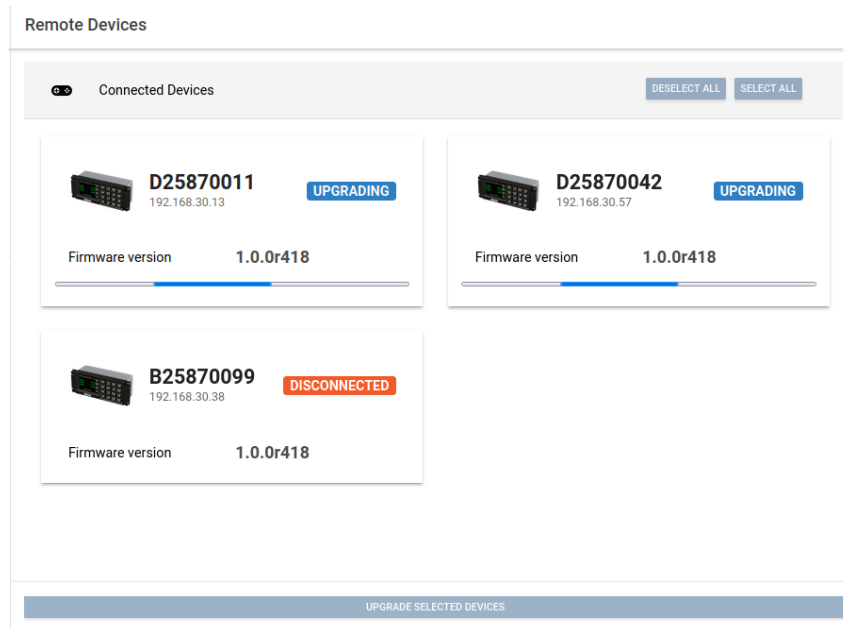 Remote Devices
Connected Devices
DESELECT ALL
SELECT ALL
D25870011
192.168.30.13
UPGRADING
Firmware version 1.0.0r418
D25870042
192.168.30.57
UPGRADING
Firmware version 1.0.0r418
B25870099
192.168.30.38
DISCONNECTED
Firmware version 1.0.0r418
UPGRADE SELECTED DEVICES